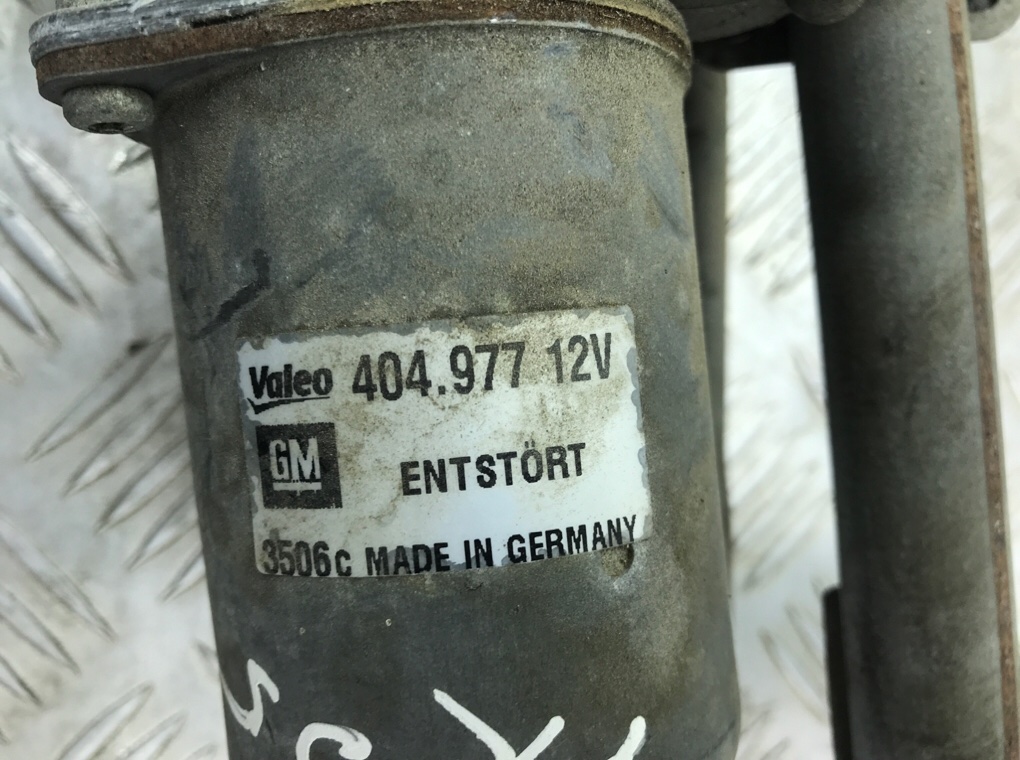 Valeo 404.977 12V
GM
ENTSTÖRT
3506c MADE IN GERMANY